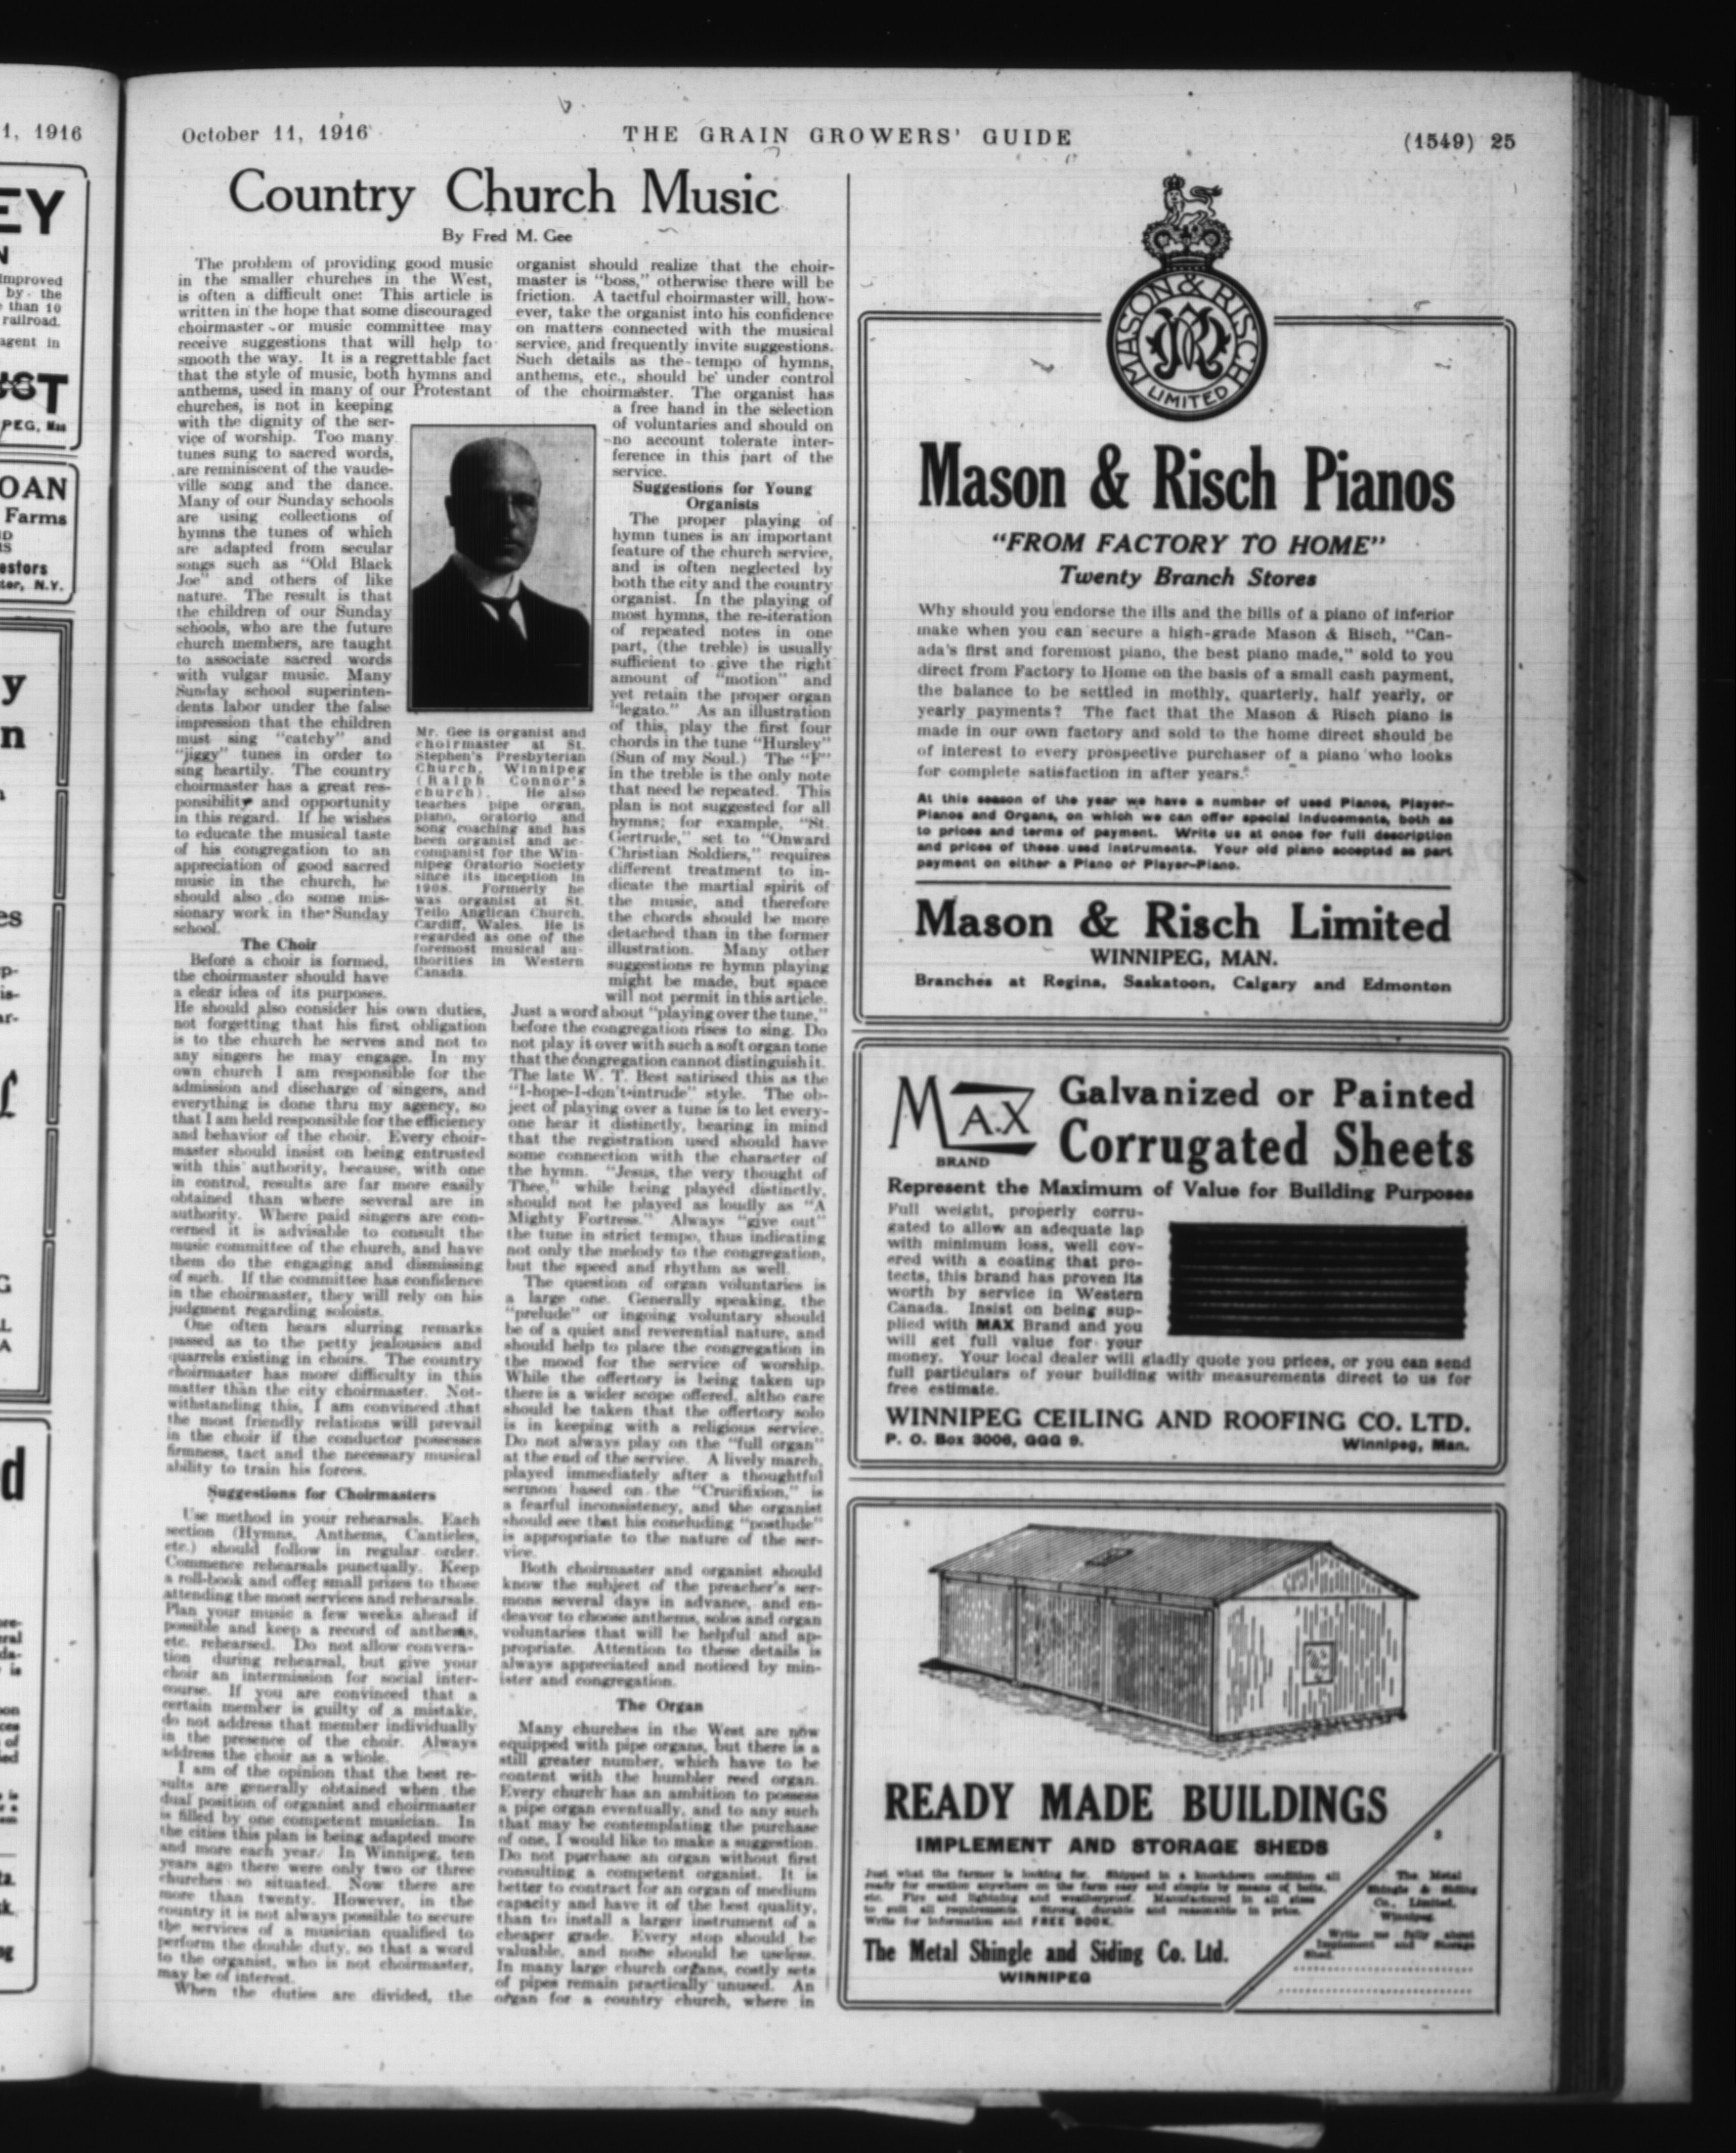 1, 1916
EY
N
improved
by the
than 10
railroad.
agent in
UST
PEG, Man
OAN
Farms
estors
ter, N.Y.
y
n
es
d
October 11, 1916
THE GRAIN GROWERS' GUIDE
(1549) 25
Country Church Music
By Fred M. Gee
The problem of providing good music
in the smaller churches in the West,
is often a difficult one: This article is
written in the hope that some discouraged
choirmaster or music committee may
receive suggestions that will help to
smooth the way. It is a regrettable fact
that the style of music, both hymns and
anthems, used in many of our Protestant
churches, is not in keeping
with the dignity of the ser-
vice of worship. Too many
tunes sung to sacred words,
are reminiscent of the vaude-
ville song and the dance.
Many of our Sunday schools
are using collections of
hymns the tunes of which
are adapted from secular
songs such as "Old Black
Joe" and others of like
nature. The result is that
the children of our Sunday
schools, who are the future
church members, are taught
to associate sacred words
with vulgar music. Many
Sunday school superinten-
dents labor under the false
impression that the children
must sing "catchy" and
"jiggy" tunes in order to
sing heartily. The country
choirmaster has a great res-
ponsibility and opportunity
in this regard. If he wishes
to educate the musical taste
of his congregation to an
appreciation of good sacred
music in the church, he
should also do some mis-
sionary work in the Sunday
school.
The Choir
Before a choir is formed,
the choirmaster should have
a clear idea of its purposes.
He should also consider his own duties,
not forgetting that his first obligation
is to the church he serves and not to
any singers he may engage. In my
own church I am responsible for the
admission and discharge of singers, and
everything is done thru my agency, so
that I am held responsible for the efficiency
and behavior of the choir. Every choir-
master should insist on being entrusted
with this authority, because, with one
in control, results are far more easily
obtained than where several are in
authority. Where paid singers are con-
cerned it is advisable to consult the
music committee of the church, and have
them do the engaging and dismissing
of such. If the committee has confidence
in the choirmaster, they will rely on his
judgment regarding soloists.
One often hears slurring remarks
passed as to the petty jealousies and
quarrels existing in choirs. The country
choirmaster has more difficulty in this
matter than the city choirmaster. Not-
withstanding this, I am convinced that
the most friendly relations will prevail
in the choir if the conductor possesses
firmness, tact and the necessary musical
ability to train his forces.
Suggestions for Choirmasters
Use method in your rehearsals. Each
section (Hymns, Anthems, Canticles,
etc.) should follow in regular order.
Commence rehearsals punctually. Keep
a roll-book and offer small prizes to those
attending the most services and rehearsals.
Plan your music a few weeks ahead if
possible and keep a record of anthems,
etc. rehearsed. Do not allow convera-
tion during rehearsal, but give your
choir an intermission for social inter-
course. If you are convinced that a
certain member is guilty of a mistake,
do not address that member individually
in the presence of the choir. Always
address the choir as a whole.
I am of the opinion that the best re-
sults are generally obtained when the
dual position of organist and choirmaster
is filled by one competent musician. In
the cities this plan is being adapted more
and more each year. In Winnipeg, ten
years ago there were only two or three
churches so situated. Now there are
more than twenty. However, in the
country it is not always possible to secure
the services of a musician qualified to
perform the double duty, so that a word
to the organist, who is not choirmaster,
may be of interest.
When the duties are divided, the
Mr. Gee is organist and
choirmaster at St.
Stephen's Presbyterian
Church, Winnipeg
(Ralph Connor's
church). He also
teaches pipe organ,
piano, oratorio and
song coaching and has
been organist and ac-
companist for the Win-
nipeg Oratorio Society
since its inception in
1908. Formerly he
was organist at St.
Teilo Anglican Church,
Cardiff, Wales. He is
regarded as one of the
foremost musical au-
thorities in Western
Canada.
organist should realize that the choir-
master is "boss," otherwise there will be
friction. A tactful choirmaster will, how-
ever, take the organist into his confidence
on matters connected with the musical
service, and frequently invite suggestions.
Such details as the tempo of hymns,
anthems, etc., should be under control
of the choirmaster. The organist has
a free hand in the selection
of voluntaries and should on
no account tolerate inter-
ference in this part of the
service.
Suggestions for Young
Organists
The proper playing of
hymn tunes is an important
feature of the church service,
and is often neglected by
both the city and the country
organist. In the playing of
most hymns, the re-iteration
of repeated notes in one
part, (the treble) is usually
sufficient to give the right
amount of "motion" and
yet retain the proper organ
"legato." As an illustration
of this, play the first four
chords in the tune "Hursley"
(Sun of my Soul.) The "F"
in the treble is the only note
that need be repeated. This
plan is not suggested for all
hymns; for example, "St.
Gertrude," set to "Onward
Christian Soldiers," requires
different treatment to in-
dicate the martial spirit of
the music, and therefore
the chords should be more
detached than in the former
illustration. Many other
suggestions re hymn playing
might be made, but space
will not permit in this article.
Just a word about "playing over the tune,"
before the congregation rises to sing. Do
not play it over with such a soft organ tone
that the congregation cannot distinguish it.
The late W. T. Best satirised this as the
"I-hope-I-don't-intrude" style. The ob-
ject of playing over a tune is to let every-
one hear it distinctly, bearing in mind
that the registration used should have
some connection with the character of
the hymn. "Jesus, the very thought of
Thee," while being played distinctly,
should not be played as loudly as "A
Mighty Fortress." Always "give out"
the tune in strict tempo, thus indicating
not only the melody to the congregation,
but the speed and rhythm as well.
The question of organ voluntaries is
a large one. Generally speaking, the
"prelude" or ingoing voluntary should
be of a quiet and reverential nature, and
should help to place the congregation in
the mood for the service of worship.
While the offertory is being taken up
there is a wider scope offered, altho care
should be taken that the offertory solo
is in keeping with a religious service.
Do not always play on the "full organ"
at the end of the service. A lively march,
played immediately after a thoughtful
sermon based on the "Crucifixion," is
a fearful inconsistency, and the organist
should see that his concluding "postlude"
is appropriate to the nature of the ser-
vice.
Both choirmaster and organist should
know the subject of the preacher's ser-
mons several days in advance, and en-
deavor to choose anthems, solos and organ
voluntaries that will be helpful and ap-
propriate. Attention to these details is
always appreciated and noticed by min-
ister and congregation.
The Organ
Many churches in the West are now
equipped with pipe organs, but there is a
still greater number, which have to be
content with the humbler reed organ.
Every church has an ambition to possess
a pipe organ eventually, and to any such
that may be contemplating the purchase
of one, I would like to make a suggestion.
Do not purchase an organ without first
consulting a competent organist. It is
better to contract for an organ of medium
capacity and have it of the best quality,
than to install a larger instrument of a
cheaper grade. Every stop should be
valuable, and none should be useless.
In many large church organs, costly sets
of pipes remain practically unused. An
organ for a country church, where in
MASON & RISCH
LIMITED
Mason & Risch Pianos
"FROM FACTORY TO HOME"
Twenty Branch Stores
Why should you endorse the ills and the bills of a piano of inferior
make when you can secure a high-grade Mason & Risch, "Can-
ada's first and foremost piano, the best piano made," sold to you
direct from Factory to Home on the basis of a small cash payment,
the balance to be settled in mothly, quarterly, half yearly, or
yearly payments? The fact that the Mason & Risch piano is
made in our own factory and sold to the home direct should be
of interest to every prospective purchaser of a piano who looks
for complete satisfaction in after years.
At this season of the year we have a number of used Pianos, Player-
Pianos and Organs, on which we can offer special inducements, both as
to prices and terms of payment. Write us at once for full description
and prices of these used instruments. Your old piano accepted as part
payment on either a Piano or Player-Piano.
Mason & Risch Limited
WINNIPEG, MAN.
Branches at Regina, Saskatoon, Calgary and Edmonton
MAX
BRAND
Galvanized or Painted
Corrugated Sheets
Represent the Maximum of Value for Building Purposes
Full weight, properly corru-
gated to allow an adequate lap
with minimum loss, well cov-
ered with a coating that pro-
tects, this brand has proven its
worth by service in Western
Canada. Insist on being sup-
plied with MAX Brand and you
will get full value for your
money. Your local dealer will gladly quote you prices, or you can send
full particulars of your building with measurements direct to us for
free estimate.
WINNIPEG CEILING AND ROOFING CO. LTD.
P. O. Box 3006, GGG 9.
Winnipeg, Man.
READY MADE BUILDINGS
IMPLEMENT AND STORAGE SHEDS
Just what the farmer is looking for. Shipped in a knockdown condition all
ready for erection anywhere on the farm easy and simple by means of bolts,
etc. Fire and lightning and weatherproof. Manufactured in all sizes
to suit all requirements. Strong, durable and reasonable in price.
Write for information and FREE BOOK.
The Metal Shingle and Siding Co. Ltd.
WINNIPEG
The Metal
Shingle & Siding
Co., Limited,
Winnipeg.
Write me fully about
Implement and Storage
Shed.